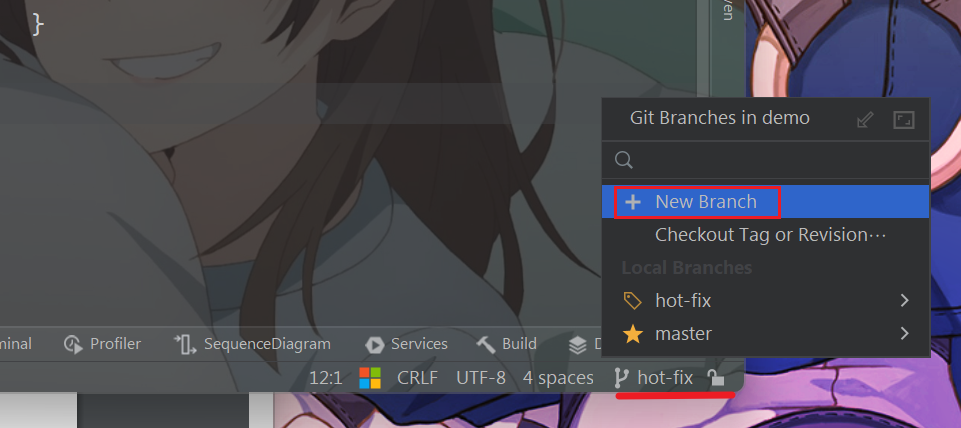 }
ven
Git Branches in demo
New Branch
Checkout Tag or Revision···
Local Branches
hot-fix
master
minal
Profiler
SequenceDiagram
Services
Build
D
12:1
CRLF
UTF-8
4 spaces
hot-fix